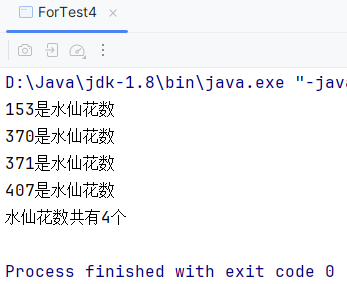 ForTest4
D:\Java\jdk-1.8\bin\java.exe "-jav
153是水仙花数
370是水仙花数
371是水仙花数
407是水仙花数
水仙花数共有4个
Process finished with exit code 0